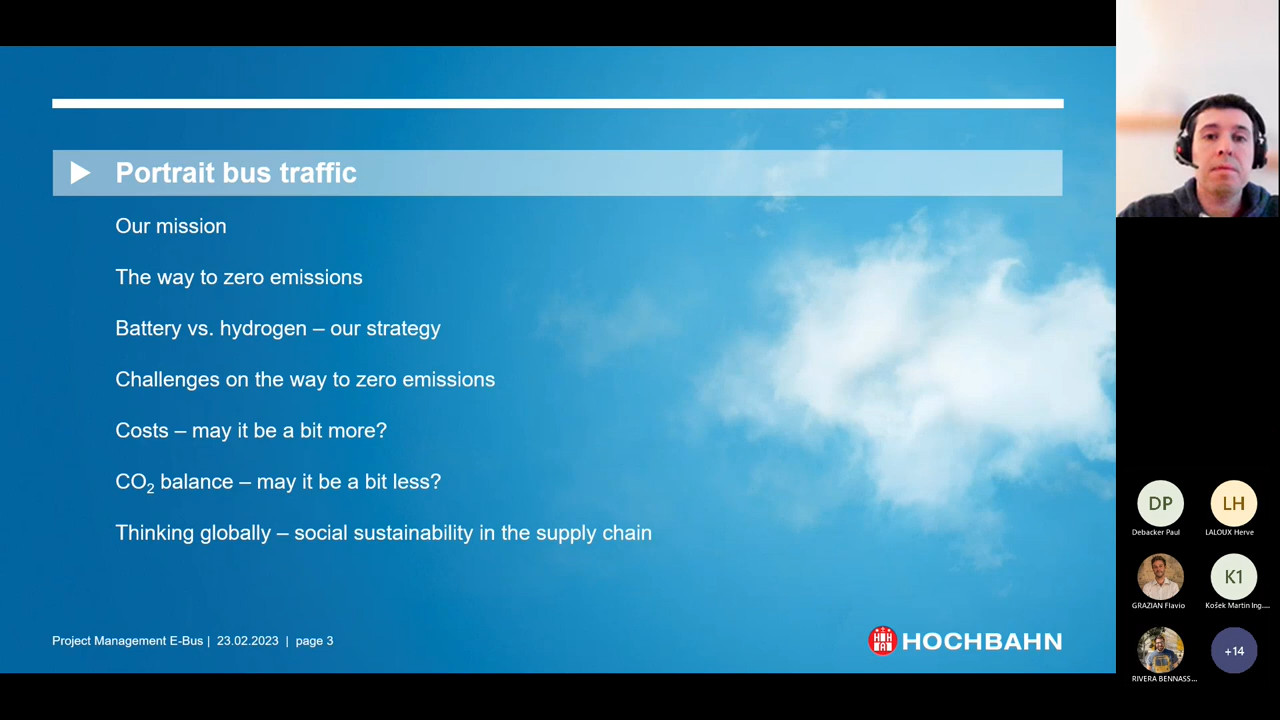 Portrait bus traffic
Our mission
The way to zero emissions
Battery vs. hydrogen – our strategy
Challenges on the way to zero emissions
Costs – may it be a bit more?
CO₂ balance – may it be a bit less?
Thinking globally – social sustainability in the supply chain
Project Management E-Bus | 23.02.2023 | page 3
HOCHBAHN
DP
LH
Debacker Paul
LALOUX Herve
K1
GRAZIAN Flavio
Košek Martin Ing....
+14
RIVERA BENNASS...